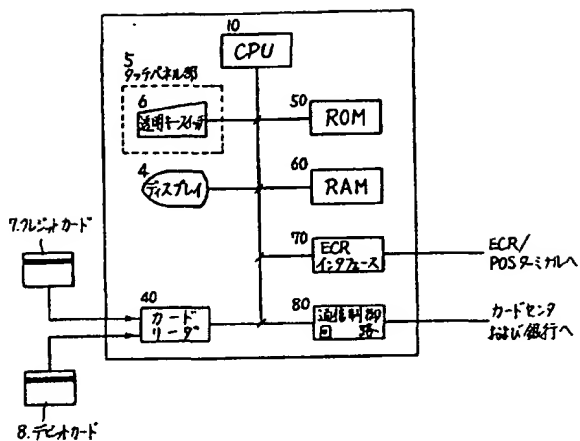 10
CPU
5
タッチパネル部
6
透明キースイッチ
50
ROM
4
ディスプレイ
60
RAM
7.クレジットカード
70
ECR
インタフェース
ECR/
POSターミナルへ
40
カード
リーダ
80
通信制御
回路
カードセンタ
および銀行へ
8.デビットカード